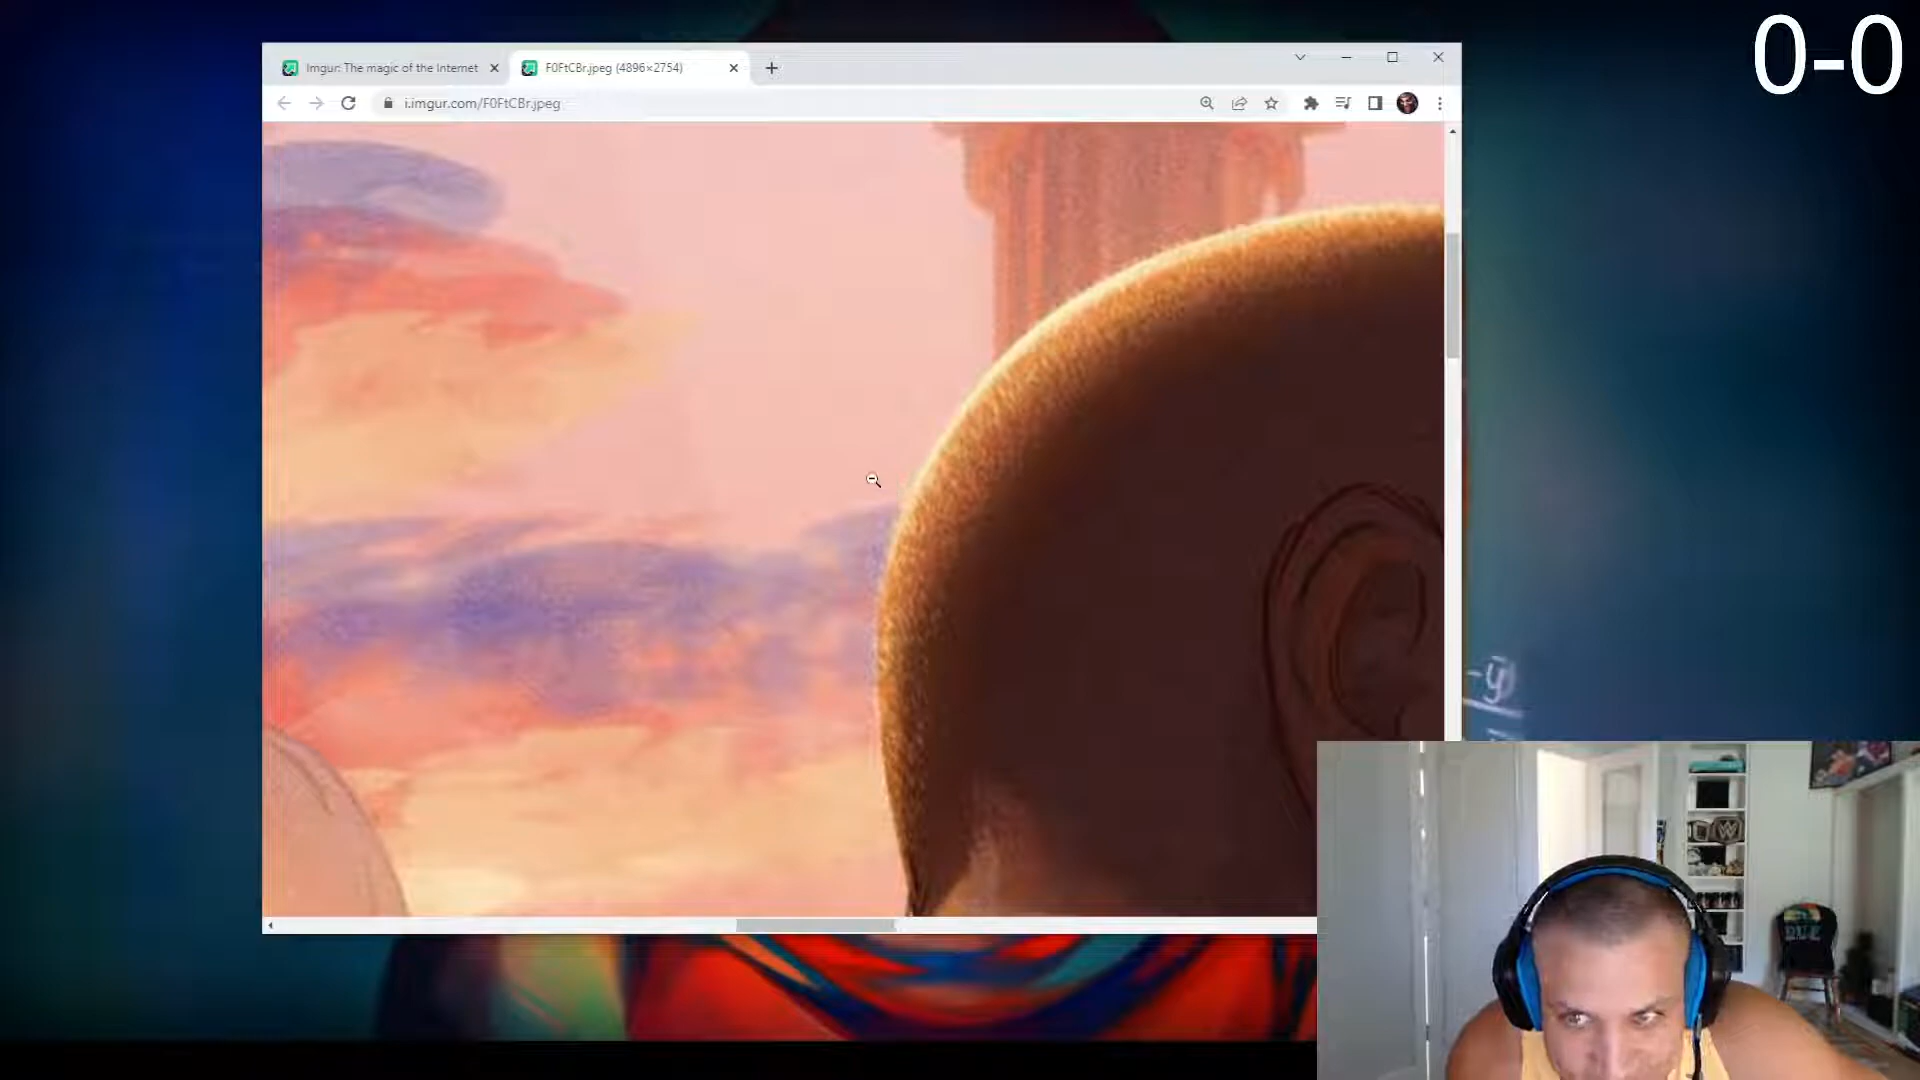 0-0
Imgur: The magic of the Internet
F0FtCBr.jpeg (4896×2754)
i.imgur.com/F0FtCBr.jpeg
-y)